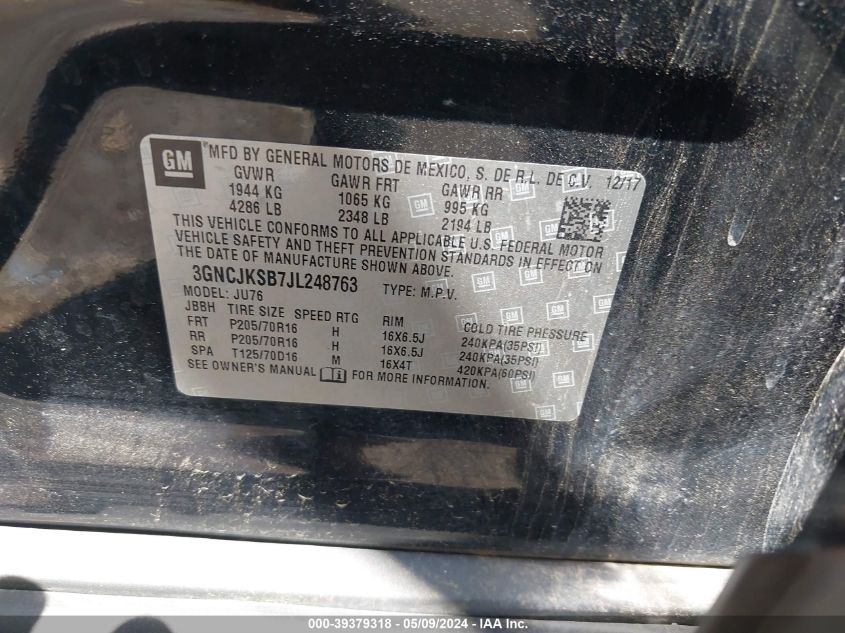 GM MFD BY GENERAL MOTORS DE MEXICO, S. DE R.L. DE C.V. 12/17
GVWR GAWR FRT GAWR RR
1944 KG 1065 KG 995 KG
4286 LB 2348 LB 2194 LB
THIS VEHICLE CONFORMS TO ALL APPLICABLE U.S. FEDERAL MOTOR
VEHICLE SAFETY AND THEFT PREVENTION STANDARDS IN EFFECT ON
THE DATE OF MANUFACTURE SHOWN ABOVE.
3GNCJKSB7JL248763 TYPE: M.P.V.
MODEL: JU76
JBBH TIRE SIZE SPEED RTG RIM COLD TIRE PRESSURE
FRT P205/70R16 H 16X6.5J 240KPA(35PSI)
RR P205/70R16 H 16X6.5J 240KPA(35PSI)
SPA T125/70D16 M 16X4T 420KPA(60PSI)
SEE OWNER'S MANUAL FOR MORE INFORMATION.
000-39379318 - 05/09/2024 - IAAI.com